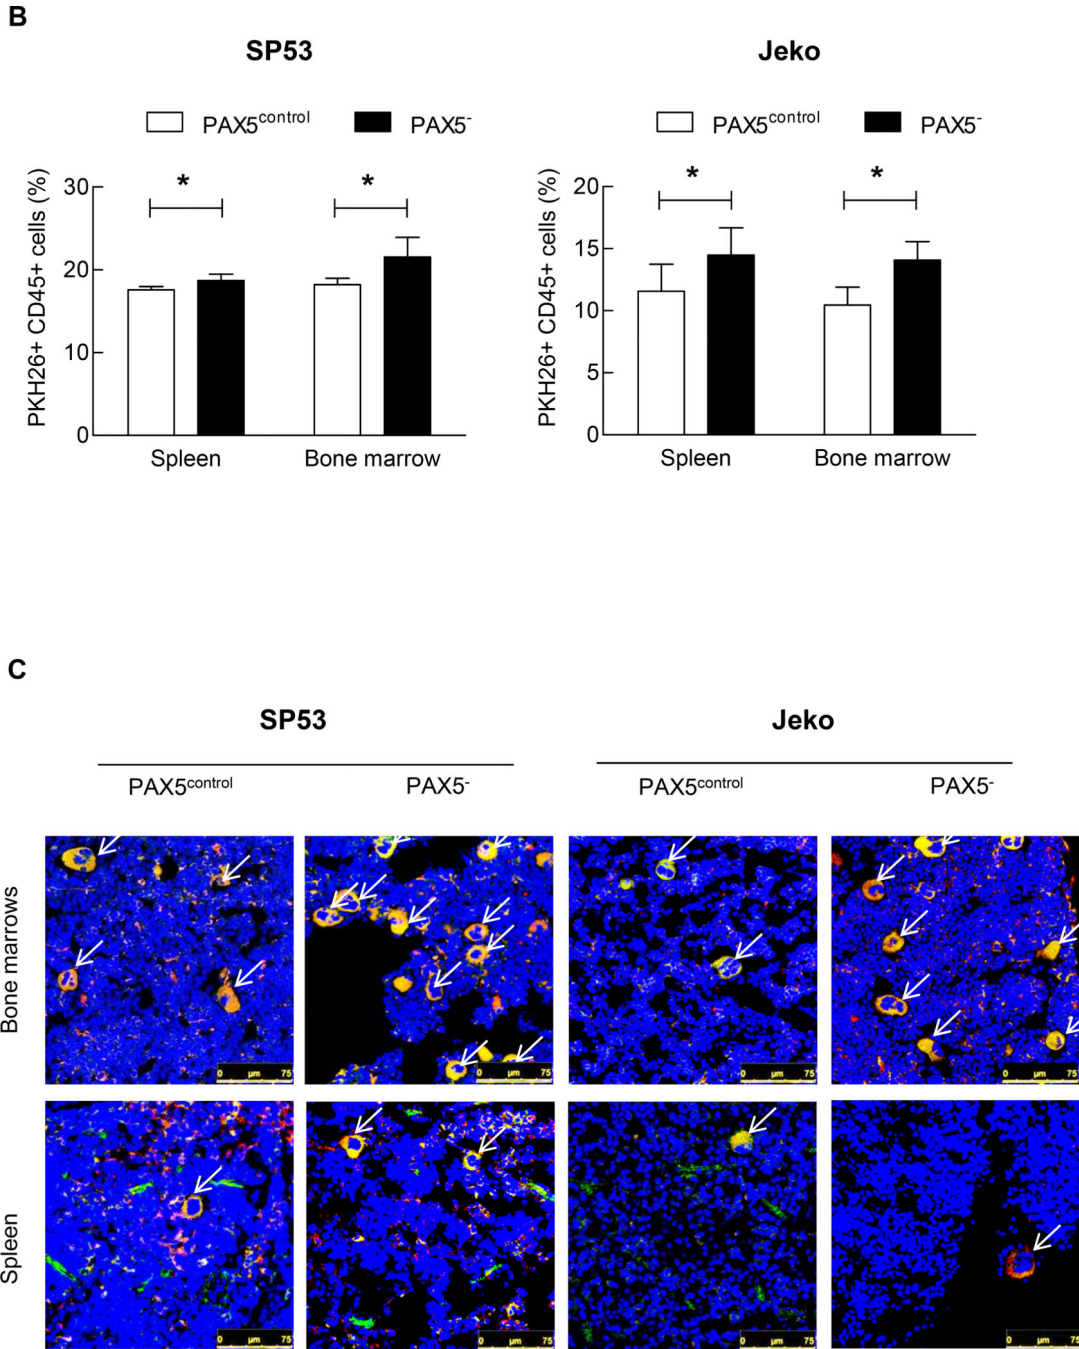 B
SP53
Jeko
PAX5control
PAX5-
PAX5control
PAX5-
PKH26+ CD45+ cells (%)
30
20
10
0
*
*
Spleen
Bone marrow
PKH26+ CD45+ cells (%)
20
15
10
5
0
*
*
Spleen
Bone marrow
C
SP53
Jeko
PAX5control
PAX5-
PAX5control
PAX5-
Bone marrows
0 µm 75
0 µm 75
0 µm 75
0 µm 75
Spleen
0 µm 75
0 µm 75
0 µm 75
0 µm 75